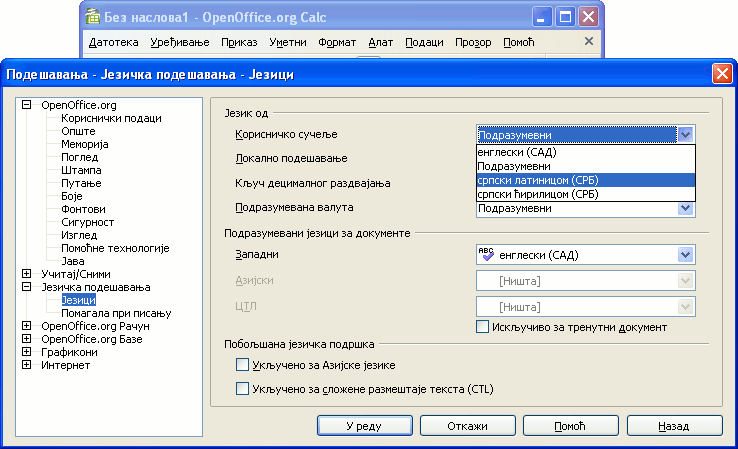 Без наслова1 - OpenOffice.org Calc
Датотека Уређивање Приказ Уметни Формат Алат Подаци Прозор Помоћ
Подешавања - Језичка подешавања - Језици
OpenOffice.org
Кориснички подаци
Опште
Меморија
Поглед
Штампа
Путање
Боје
Фонтови
Сигурност
Изглед
Помоћне технологије
Јава
Учитај/Сними
Језичка подешавања
Језици
Помагала при писању
OpenOffice.org Рачун
OpenOffice.org Базе
Графикони
Интернет
Језик од
Корисничко сучеље Подразумевни
Локално подешавање
енглески (САД)
Подразумевни
српски латиницом (СРБ)
српски ћирилицом (СРБ)
Кључ децималног раздвајања
Подразумевана валута Подразумевни
Подразумевани језици за документе
Западни ABC енглески (САД)
Азијски [Ништа]
ЦТЛ [Ништа]
Искључиво за тренутни документ
Побољшана језичка подршка
Укључено за Азијске језике
Укључено за сложене размештаје текста (CTL)
У реду Откажи Помоћ Назад